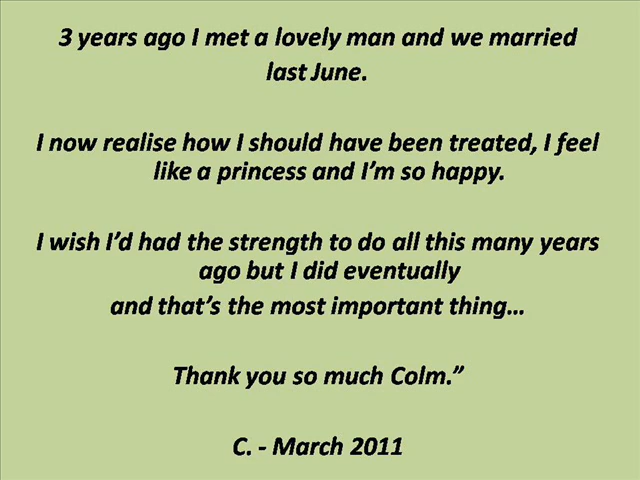 3 years ago I met a lovely man and we married
last June.
I now realise how I should have been treated, I feel
like a princess and I'm so happy.
I wish I'd had the strength to do all this many years
ago but I did eventually
and that's the most important thing...
Thank you so much Colm.”
C. - March 2011